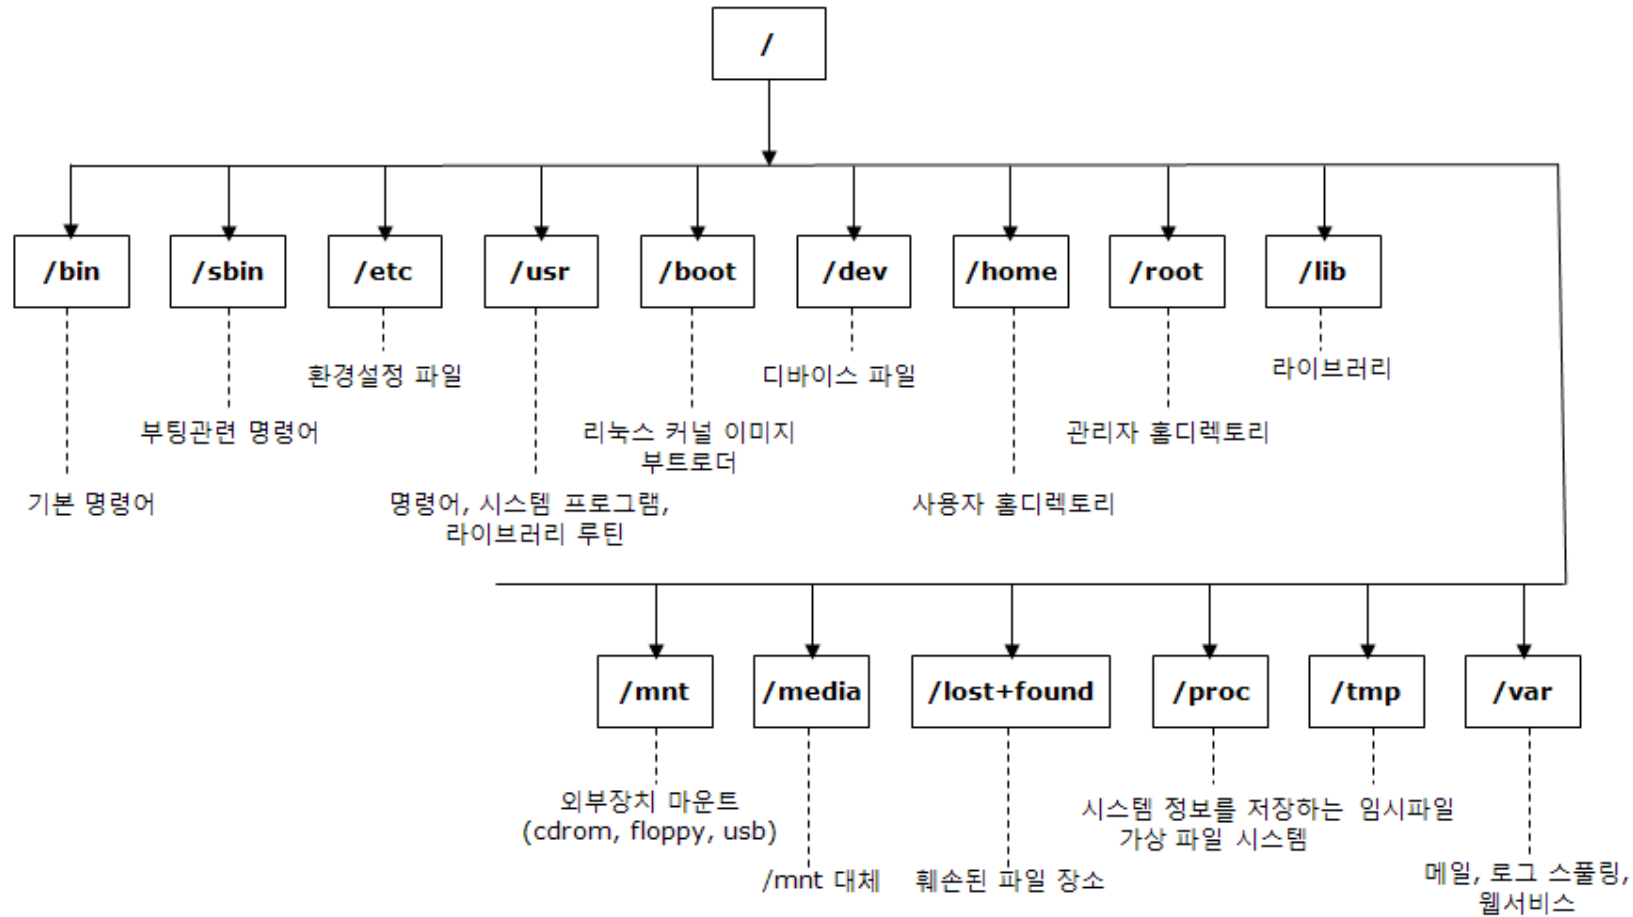 /
/bin
/sbin
/etc
/usr
/boot
/dev
/home
/root
/lib
환경설정 파일
디바이스 파일
라이브러리
부팅관련 명령어
리눅스 커널 이미지
부트로더
관리자 홈디렉토리
기본 명령어
명령어, 시스템 프로그램,
라이브러리 루틴
사용자 홈디렉토리
/mnt
/media
/lost+found
/proc
/tmp
/var
외부장치 마운트
(cdrom, floppy, usb)
시스템 정보를 저장하는
가상 파일 시스템
임시파일
/mnt 대체
훼손된 파일 장소
메일, 로그 스풀링,
웹서비스